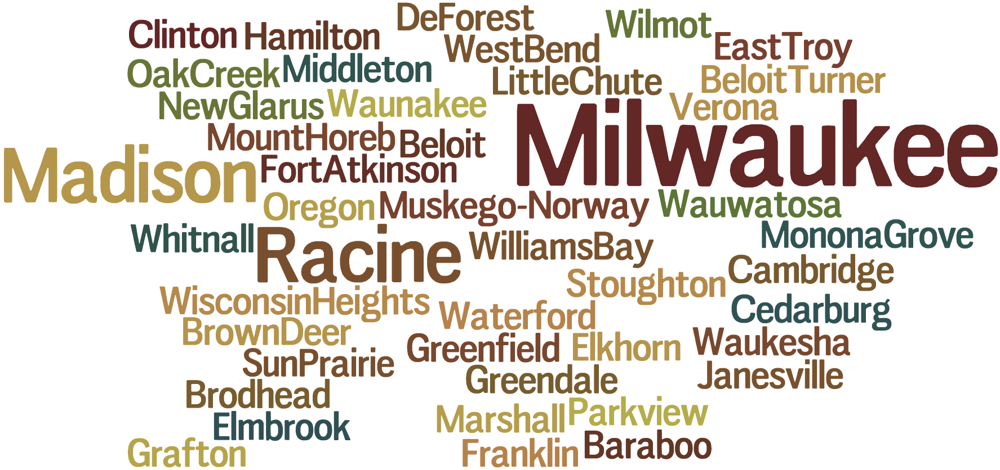 DeForest
Wilmot
Clinton
Hamilton
WestBend
EastTroy
OakCreek
Middleton
LittleChute
BeloitTurner
NewGlarus
Waunakee
Verona
Milwaukee
MountHoreb
Beloit
Madison
FortAtkinson
Oregon
Muskego-Norway
Wauwatosa
Whitnall
Racine
WilliamsBay
MononaGrove
Cambridge
Stoughton
WisconsinHeights
Waterford
Cedarburg
BrownDeer
Greenfield
Elkhorn
Waukesha
SunPrairie
Greendale
Janesville
Brodhead
Marshall
Parkview
Elmbrook
Grafton
Franklin
Baraboo